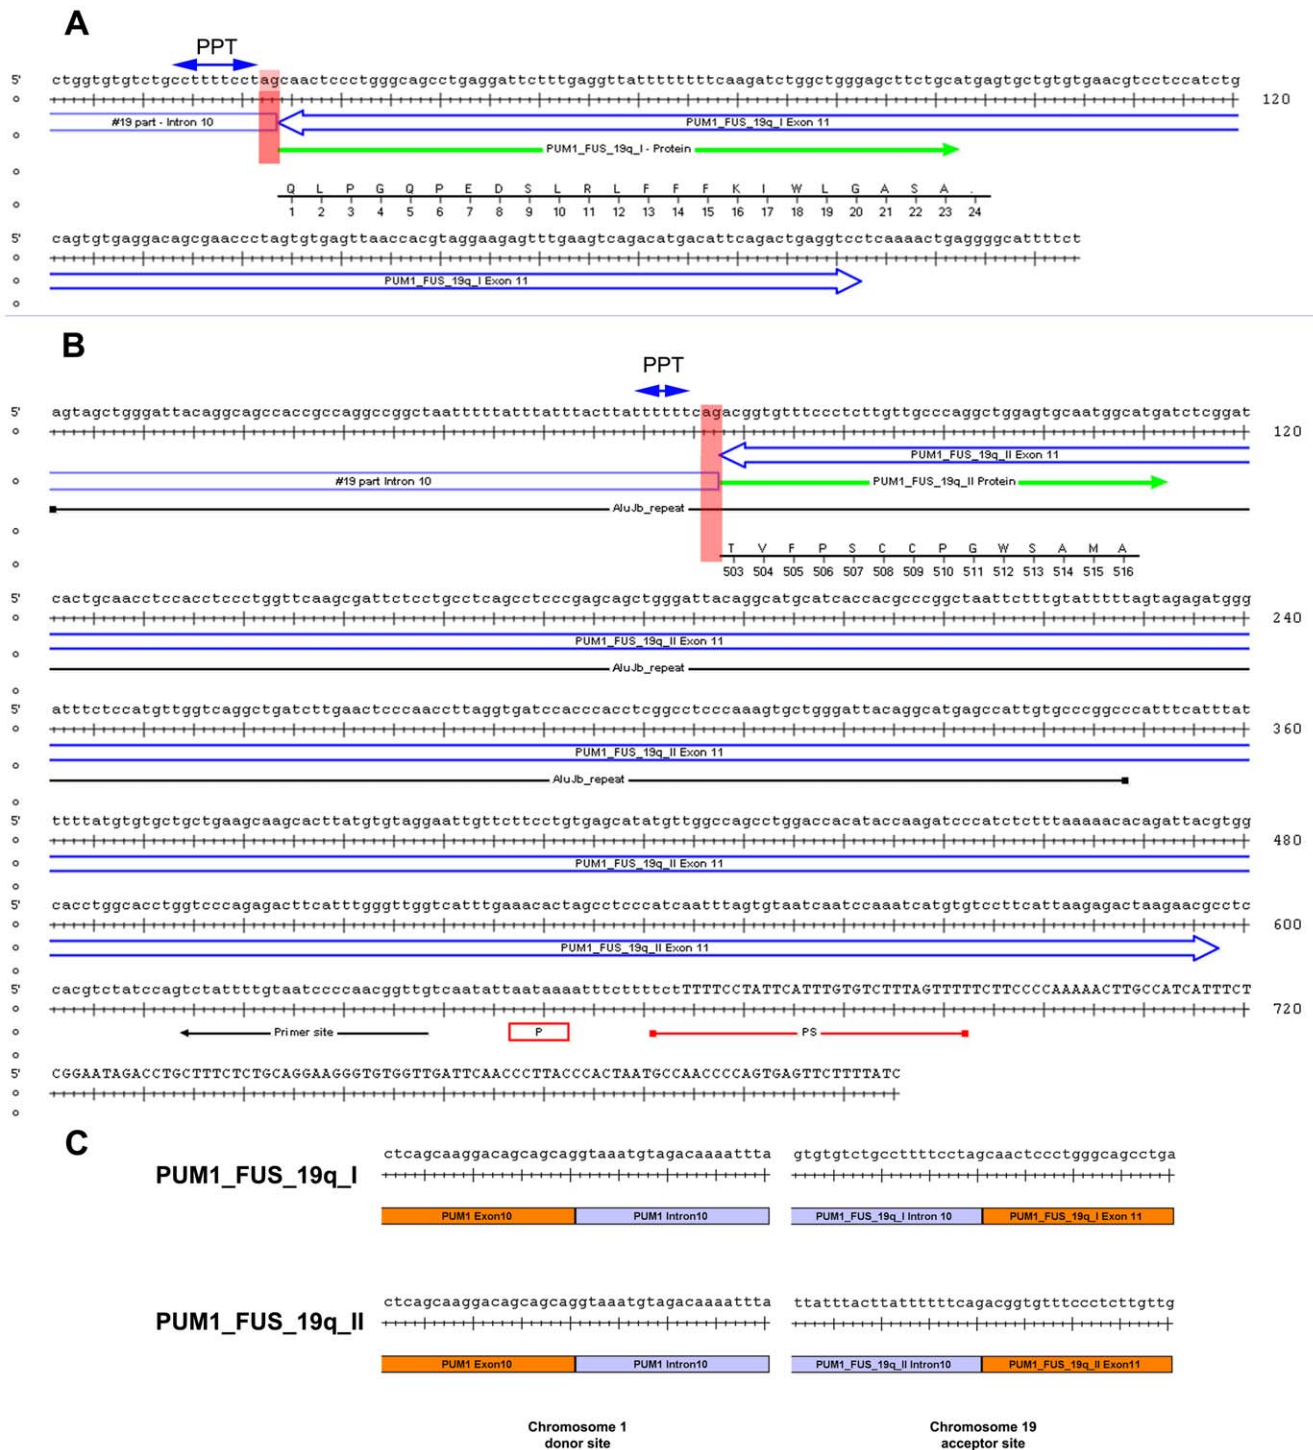 A
PPT
5' ctggtgtgtctgccttttcctagcaactccctgggcagcctgaggattctttgaggttatttttttttcaagatctggctgggagcttctgcatgagtgctgtgtgaacgtcctccatctg
120
#19 part - Intron 10 PUM1_FUS_19q_I Exon 11
PUM1_FUS_19q_I - Protein
Q L P G Q P E D S L R L F F F K I W L G A S A .
1 2 3 4 5 6 7 8 9 10 11 12 13 14 15 16 17 18 19 20 21 22 23 24
5' cagtgtgaggacagcgaaccctagtgtgagttaaccacgtaggaagagtttgaagtcagacatgacattcagactgaggtcctcaaaactgaggggcattttct
PUM1_FUS_19q_I Exon 11
B
PPT
5' agtagctgggattacaggcagccaccgccaggccggctaatttttatttatttacttattttttcagacggtgtttccctcttgttgcccaggctggagtgcaatggcatgatctcggat
120
PUM1_FUS_19q_II Exon 11
#19 part Intron 10 PUM1_FUS_19q_II Protein
AluJb_repeat
T V F P S C C P G W S A M A
503 504 505 506 507 508 509 510 511 512 513 514 515 516
5' cactgcaacctccacctccctggttcaagcgattctcctgcctcagcctcccgagcagctgggattacaggcatgcatcaccacgcccggctaattctttgtatttttagtagagatggg
240
PUM1_FUS_19q_II Exon 11
AluJb_repeat
5' atttctccatgttggtcaggctgatcttgaactcccaaccttaggtgatccacccacctcggcctcccaaagtgctgggattacaggcatgagccattgtgcccggcccatttcatttat
360
PUM1_FUS_19q_II Exon 11
AluJb_repeat
5' ttttatgtgtgctgctgaagcaagcacttatgtgtaggaattgttcttcctgtgagcatatgttggccagcctggaccacataccaagatcccatctctttaaaaacacagattacgtgg
480
PUM1_FUS_19q_II Exon 11
5' cacctggcacctggtcccagagacttcatttgggttggtcatttgaaacactagcctcccatcaatttagtgtaatcaatccaaatcatgtgtccttcattaagagactaagaacgcctc
600
PUM1_FUS_19q_II Exon 11
5' cacgtctatccagtctattttgtaatccccaacggttgtcaatattaataaaatttcttttctTTTTCCTATTCATTTGTGTCTTTAGTTTTTCTTCCCCAAAAACTTGCCATCATTTCT
720
Primer site P PS
5' CGGAATAGACCTGCTTTCTCTGCAGGAAGGGTGTGGTTGATTCAACCCTTACCCACTAATGCCAACCCCAGTGAGTTCTTTTATC
C
PUM1_FUS_19q_I
ctcagcaaggacagcagcaggtaaatgtagacaaaattta gtgtgtctgccttttcctagcaactccctgggcagcctga
PUM1 Exon10 PUM1 Intron10 PUM1_FUS_19q_I Intron 10 PUM1_FUS_19q_I Exon 11
PUM1_FUS_19q_II
ctcagcaaggacagcagcaggtaaatgtagacaaaattta ttatttacttattttttcagacggtgtttccctcttgttg
PUM1 Exon10 PUM1 Intron10 PUM1_FUS_19q_II Intron10 PUM1_FUS_19q_II Exon11
Chromosome 1 Chromosome 19
donor site acceptor site